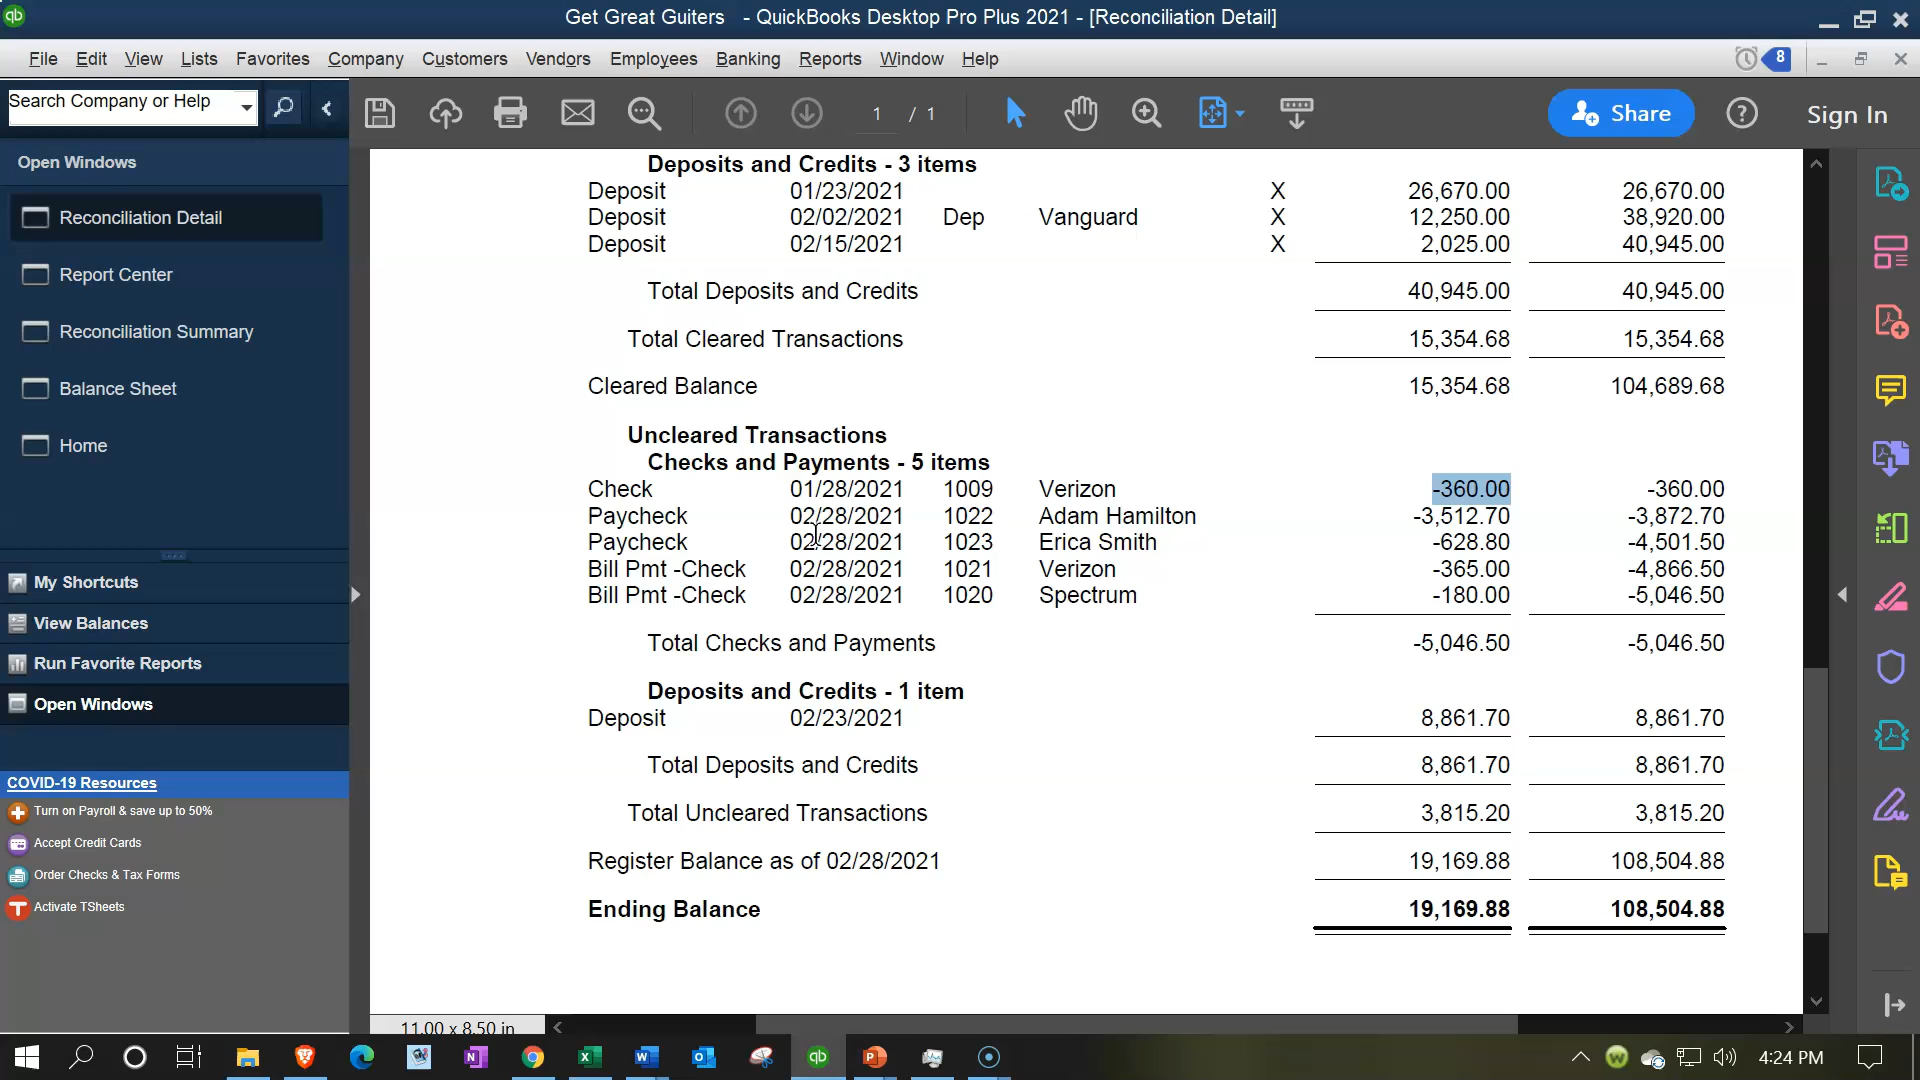 Get Great Guiters - QuickBooks Desktop Pro Plus 2021 - [Reconciliation Detail]
File Edit View Lists Favorites Company Customers Vendors Employees Banking Reports Window Help 8
Search Company or Help
1 / 1
Share
Sign In
Open Windows
Reconciliation Detail
Report Center
Reconciliation Summary
Balance Sheet
Home
My Shortcuts
View Balances
Run Favorite Reports
Open Windows
COVID-19 Resources
Turn on Payroll & save up to 50%
Accept Credit Cards
Order Checks & Tax Forms
Activate TSheets
Deposits and Credits - 3 items
Deposit 01/23/2021 X 26,670.00 26,670.00
Deposit 02/02/2021 Dep Vanguard X 12,250.00 38,920.00
Deposit 02/15/2021 X 2,025.00 40,945.00
Total Deposits and Credits 40,945.00 40,945.00
Total Cleared Transactions 15,354.68 15,354.68
Cleared Balance 15,354.68 104,689.68
Uncleared Transactions
Checks and Payments - 5 items
Check 01/28/2021 1009 Verizon -360.00 -360.00
Paycheck 02/28/2021 1022 Adam Hamilton -3,512.70 -3,872.70
Paycheck 02/28/2021 1023 Erica Smith -628.80 -4,501.50
Bill Pmt -Check 02/28/2021 1021 Verizon -365.00 -4,866.50
Bill Pmt -Check 02/28/2021 1020 Spectrum -180.00 -5,046.50
Total Checks and Payments -5,046.50 -5,046.50
Deposits and Credits - 1 item
Deposit 02/23/2021 8,861.70 8,861.70
Total Deposits and Credits 8,861.70 8,861.70
Total Uncleared Transactions 3,815.20 3,815.20
Register Balance as of 02/28/2021 19,169.88 108,504.88
Ending Balance 19,169.88 108,504.88
11.00 x 8.50 in
4:24 PM